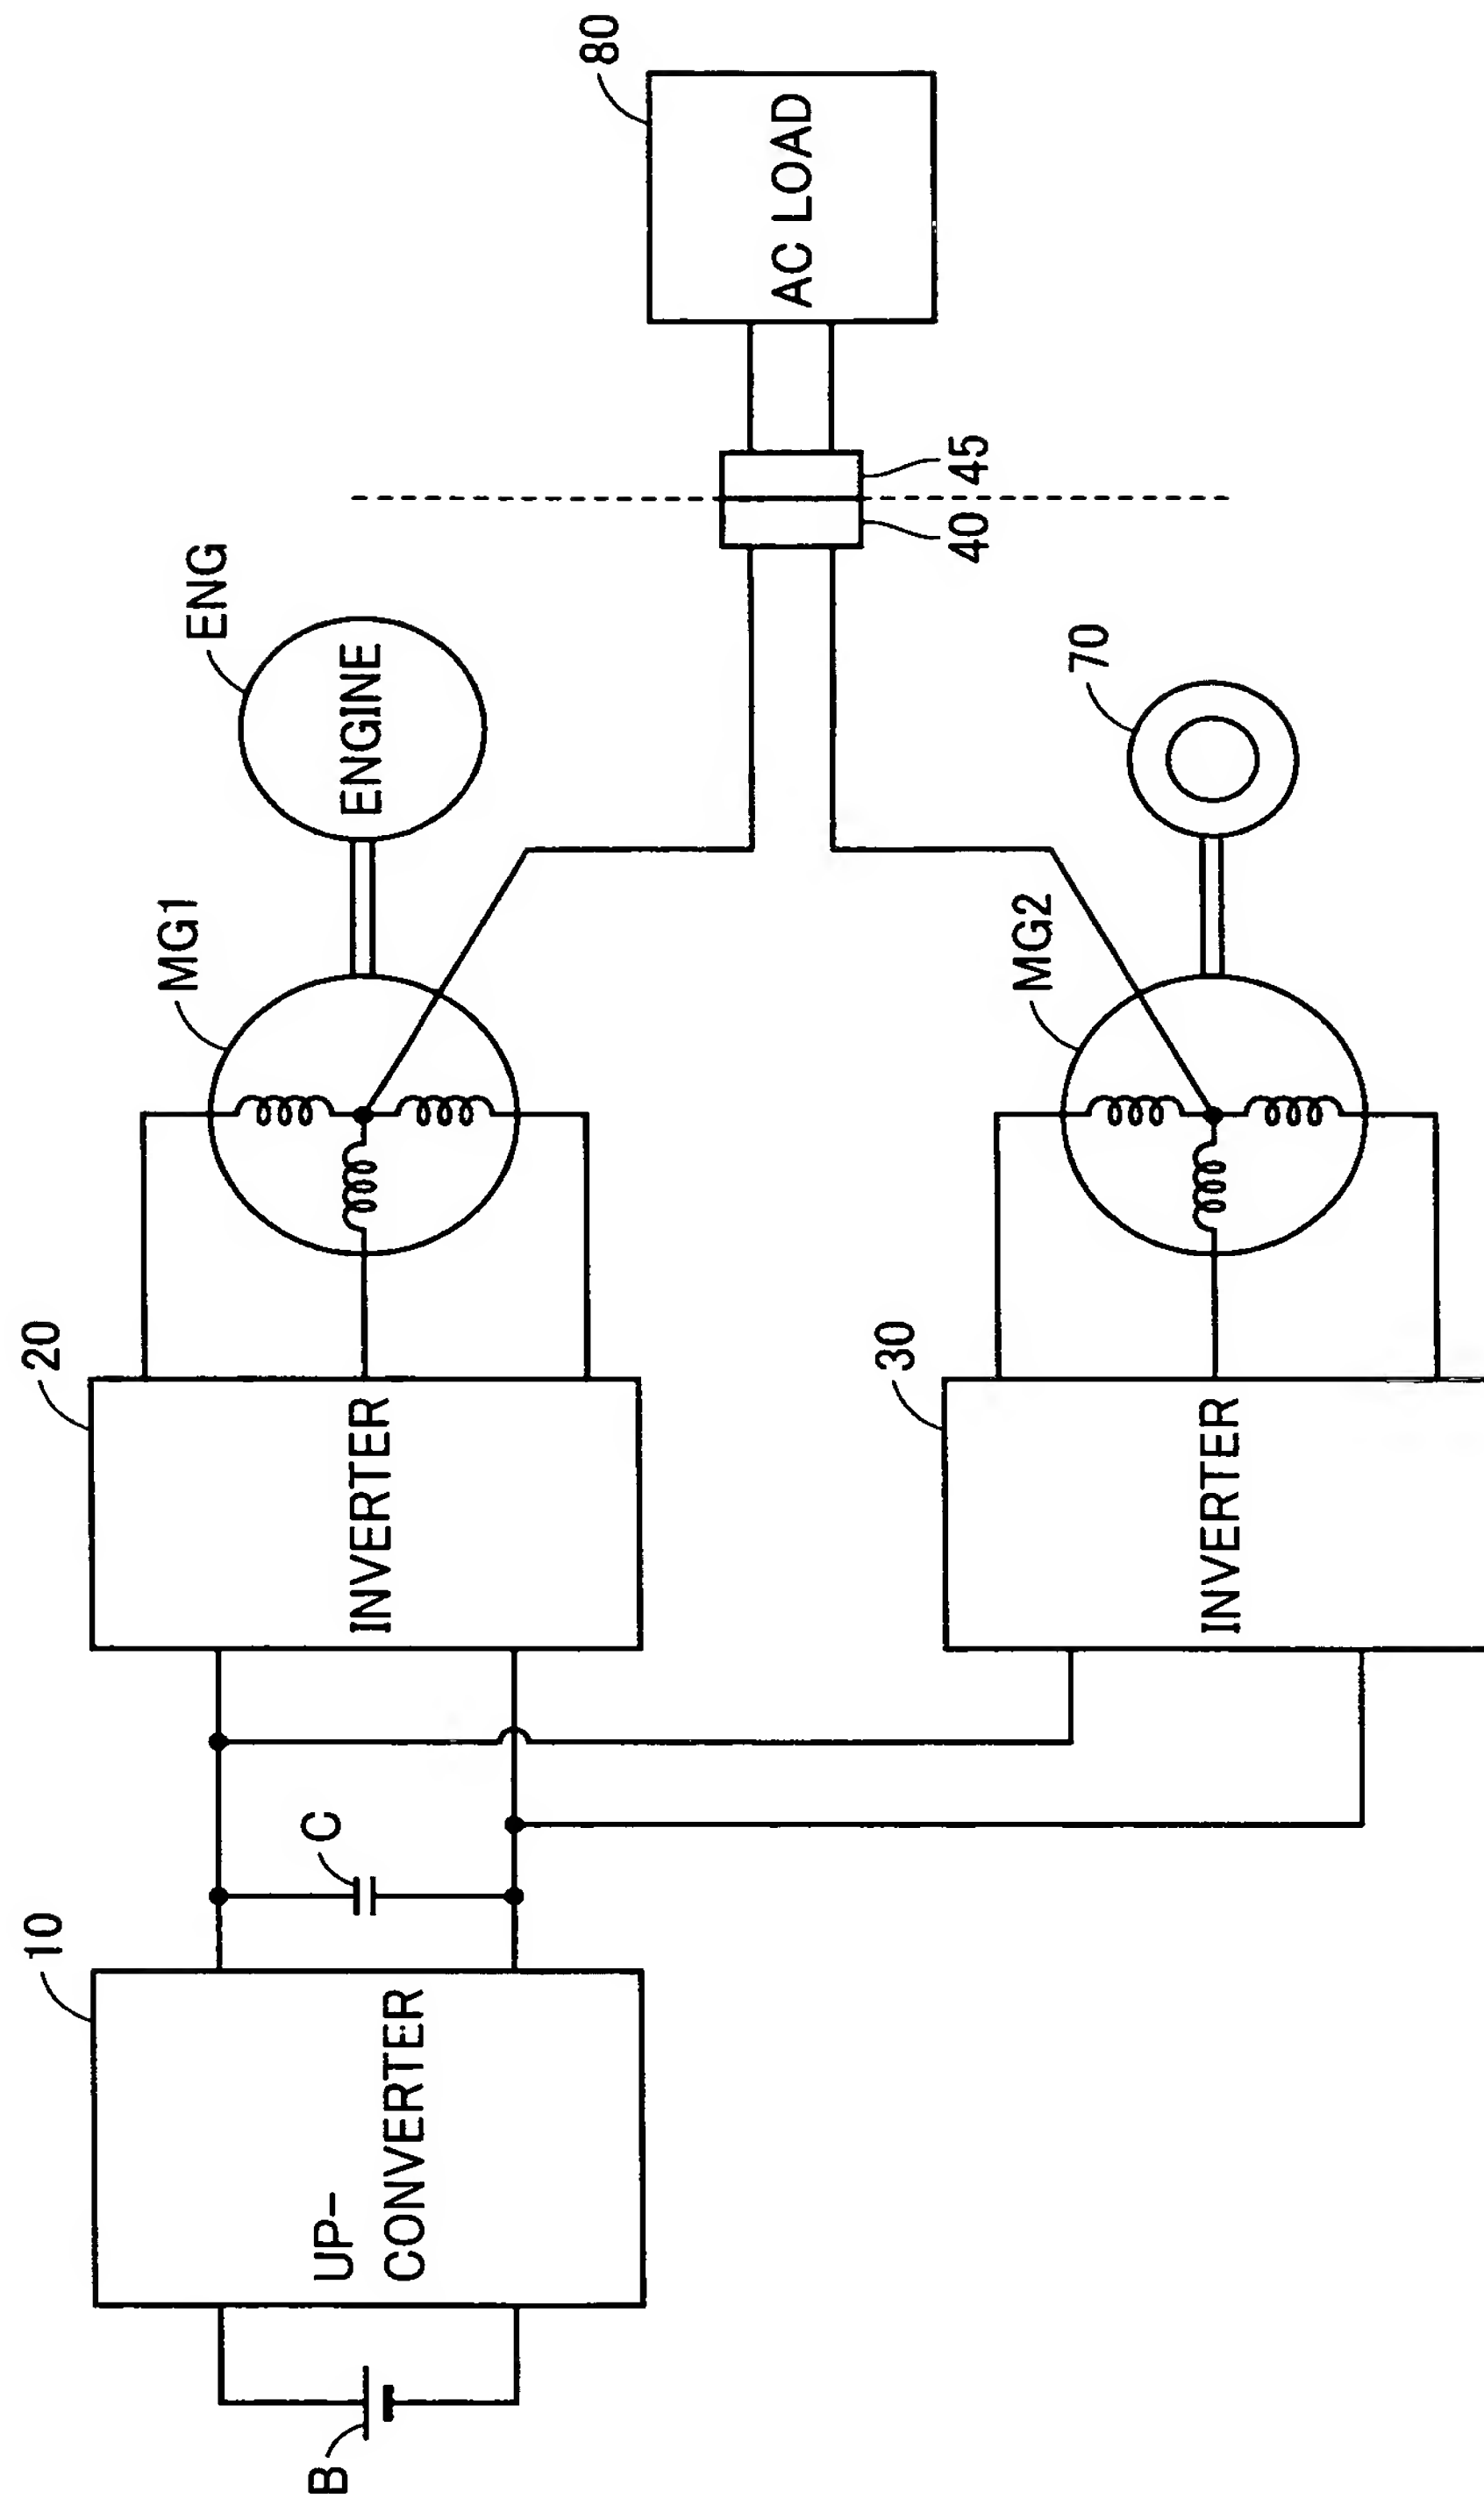 B
10
UP-
CONVERTER
C
20
INVERTER
MG1
ENG
ENGINE
30
INVERTER
MG2
70
40
45
80
AC LOAD